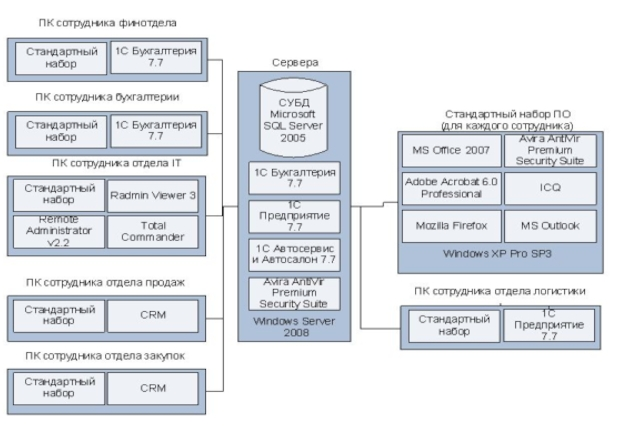 ПК сотрудника финотдела
Стандартный
набор
1С Бухгалтерия
7.7
ПК сотрудника бухгалтерии
Стандартный
набор
1С Бухгалтерия
7.7
ПК сотрудника отдела IT
Стандартный
набор
Radmin Viewer 3
Remote
Administrator
v2.2
Total
Commander
ПК сотрудника отдела продаж
Стандартный
набор
CRM
ПК сотрудника отдела закупок
Стандартный
набор
CRM
Сервера
СУБД
Microsoft
SQL Server
2005
1С Бухгалтерия
7.7
1С
Предприятие
7.7
1С Автосервис
и Автосалон 7.7
Avira AntiVir
Premium
Security Suite
Windows Server
2008
Стандартный набор ПО
(для каждого сотрудника)
MS Office 2007
Avira AntiVir
Premium
Security Suite
Adobe Acrobat 6.0
Professional
ICQ
Mozilla Firefox
MS Outlook
Windows XP Pro SP3
ПК сотрудника отдела логистики
Стандартный
набор
1С
Предприятие
7.7